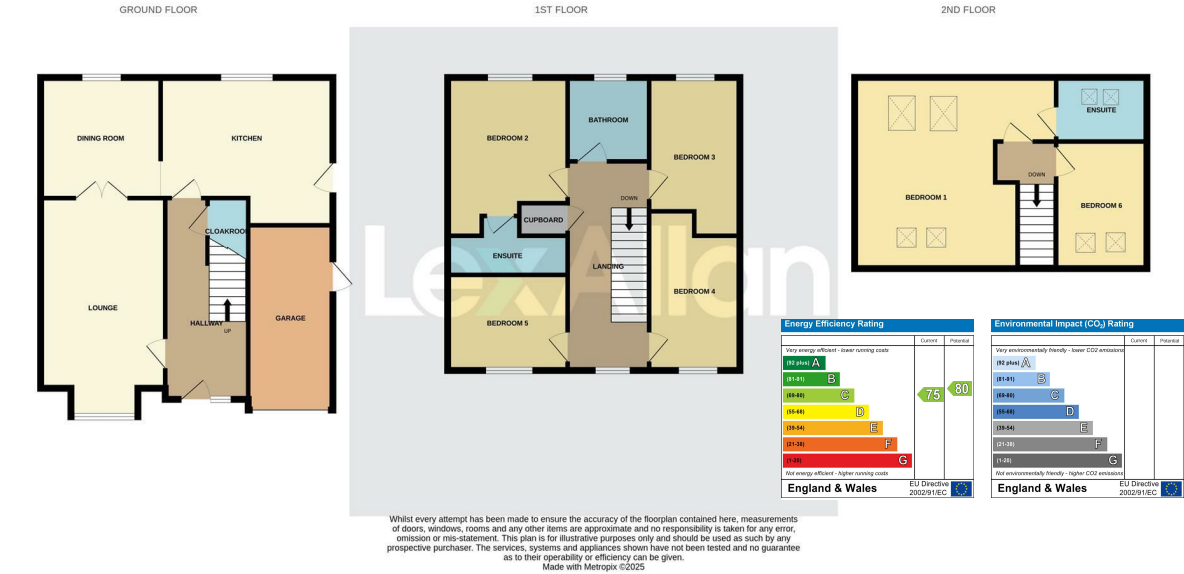 GROUND FLOOR
1ST FLOOR
2ND FLOOR
DINING ROOM
KITCHEN
CLOAKROOM
LOUNGE
HALLWAY
UP
GARAGE
BEDROOM 2
BATHROOM
BEDROOM 3
DOWN
CUPBOARD
ENSUITE
LANDING
BEDROOM 4
BEDROOM 5
LexAllan
ENSUITE
DOWN
BEDROOM 1
BEDROOM 6
Energy Efficiency Rating
Current Potential
Very energy efficient - lower running costs
(92 plus) A
(81-91) B
(69-80) C
(55-68) D
(39-54) E
(21-38) F
(1-20) G
75
80
Not energy efficient - higher running costs
England & Wales
EU Directive
2002/91/EC
Environmental Impact (CO2) Rating
Current Potential
Very environmentally friendly - lower CO2 emissions
(92 plus) A
(81-91) B
(69-80) C
(55-68) D
(39-54) E
(21-38) F
(1-20) G
Not environmentally friendly - higher CO2 emissions
England & Wales
EU Directive
2002/91/EC
Whilst every attempt has been made to ensure the accuracy of the floorplan contained here, measurements
of doors, windows, rooms and any other items are approximate and no responsibility is taken for any error,
omission or mis-statement. This plan is for illustrative purposes only and should be used as such by any
prospective purchaser. The services, systems and appliances shown have not been tested and no guarantee
as to their operability or efficiency can be given.
Made with Metropix ©2025